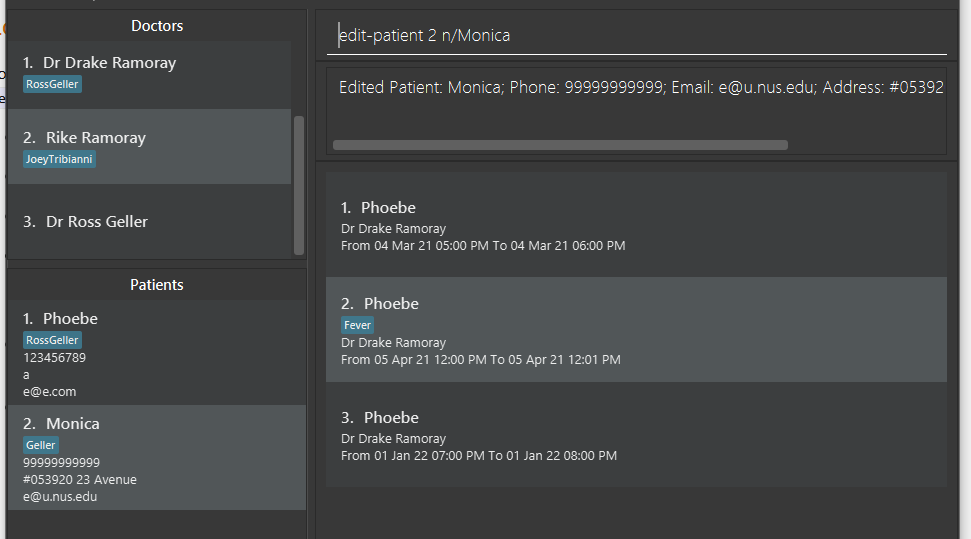 Doctors
1. Dr Drake Ramoray
RossGeller
2. Rike Ramoray
JoeyTribianni
3. Dr Ross Geller
Patients
1. Phoebe
RossGeller
123456789
a
e@e.com
2. Monica
Geller
99999999999
#053920 23 Avenue
e@u.nus.edu
edit-patient 2 n/Monica
Edited Patient: Monica; Phone: 99999999999; Email: e@u.nus.edu; Address: #05392
1. Phoebe
Dr Drake Ramoray
From 04 Mar 21 05:00 PM To 04 Mar 21 06:00 PM
2. Phoebe
Fever
Dr Drake Ramoray
From 05 Apr 21 12:00 PM To 05 Apr 21 12:01 PM
3. Phoebe
Dr Drake Ramoray
From 01 Jan 22 07:00 PM To 01 Jan 22 08:00 PM